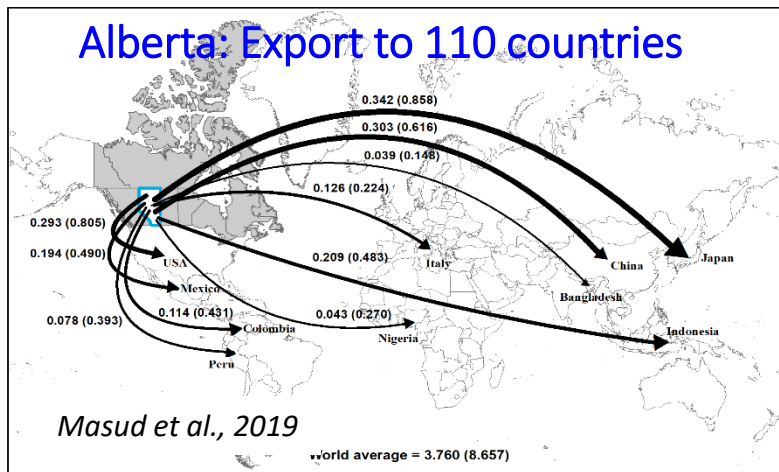 Alberta: Export to 110 countries
0.342 (0.858)
0.303 (0.616)
0.039 (0.148)
0.126 (0.224)
0.293 (0.805)
0.194 (0.490)
0.209 (0.483)
USA
Italy
China
Japan
Mexico
Bangladesh
0.078 (0.393)
0.114 (0.431)
0.043 (0.270)
Colombia
Nigeria
Indonesia
Peru
Masud et al., 2019
World average = 3.760 (8.657)